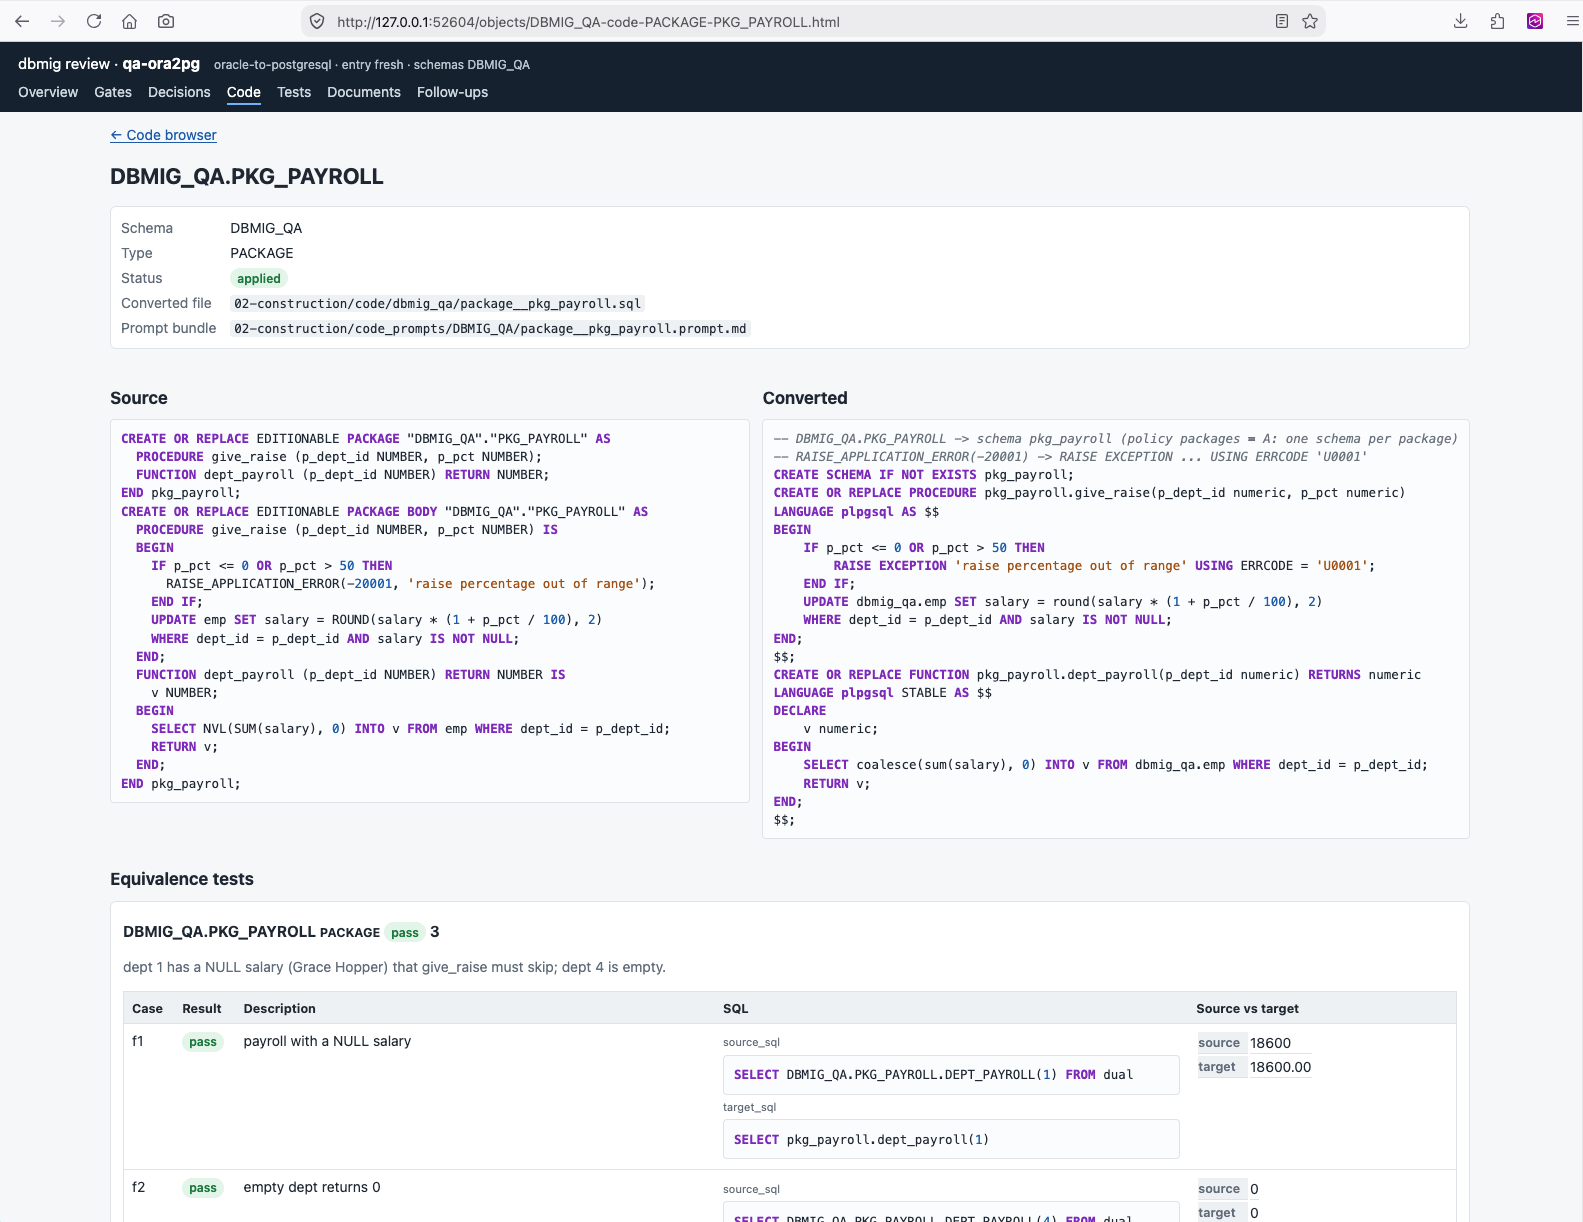 http://127.0.0.1:52604/objects/DBMIG_QA-code-PACKAGE-PKG_PAYROLL.html
dbmig review · qa-ora2pg oracle-to-postgresql · entry fresh · schemas DBMIG_QA
Overview Gates Decisions Code Tests Documents Follow-ups
← Code browser
DBMIG_QA.PKG_PAYROLL
Schema DBMIG_QA
Type PACKAGE
Status applied
Converted file 02-construction/code/dbmig_qa/package__pkg_payroll.sql
Prompt bundle 02-construction/code_prompts/DBMIG_QA/package__pkg_payroll.prompt.md
Source
CREATE OR REPLACE EDITIONABLE PACKAGE "DBMIG_QA"."PKG_PAYROLL" AS
  PROCEDURE give_raise (p_dept_id NUMBER, p_pct NUMBER);
  FUNCTION dept_payroll (p_dept_id NUMBER) RETURN NUMBER;
END pkg_payroll;
CREATE OR REPLACE EDITIONABLE PACKAGE BODY "DBMIG_QA"."PKG_PAYROLL" AS
  PROCEDURE give_raise (p_dept_id NUMBER, p_pct NUMBER) IS
  BEGIN
    IF p_pct <= 0 OR p_pct > 50 THEN
      RAISE_APPLICATION_ERROR(-20001, 'raise percentage out of range');
    END IF;
    UPDATE emp SET salary = ROUND(salary * (1 + p_pct / 100), 2)
    WHERE dept_id = p_dept_id AND salary IS NOT NULL;
  END;
  FUNCTION dept_payroll (p_dept_id NUMBER) RETURN NUMBER IS
    v NUMBER;
  BEGIN
    SELECT NVL(SUM(salary), 0) INTO v FROM emp WHERE dept_id = p_dept_id;
    RETURN v;
  END;
END pkg_payroll;
Converted
-- DBMIG_QA.PKG_PAYROLL -> schema pkg_payroll (policy packages = A: one schema per package)
-- RAISE_APPLICATION_ERROR(-20001) -> RAISE EXCEPTION ... USING ERRCODE 'U0001'
CREATE SCHEMA IF NOT EXISTS pkg_payroll;
CREATE OR REPLACE PROCEDURE pkg_payroll.give_raise(p_dept_id numeric, p_pct numeric)
LANGUAGE plpgsql AS $$
BEGIN
    IF p_pct <= 0 OR p_pct > 50 THEN
        RAISE EXCEPTION 'raise percentage out of range' USING ERRCODE = 'U0001';
    END IF;
    UPDATE dbmig_qa.emp SET salary = round(salary * (1 + p_pct / 100), 2)
    WHERE dept_id = p_dept_id AND salary IS NOT NULL;
END;
$$;
CREATE OR REPLACE FUNCTION pkg_payroll.dept_payroll(p_dept_id numeric) RETURNS numeric
LANGUAGE plpgsql STABLE AS $$
DECLARE
    v numeric;
BEGIN
    SELECT coalesce(sum(salary), 0) INTO v FROM dbmig_qa.emp WHERE dept_id = p_dept_id;
    RETURN v;
END;
$$;
Equivalence tests
DBMIG_QA.PKG_PAYROLL PACKAGE pass 3
dept 1 has a NULL salary (Grace Hopper) that give_raise must skip; dept 4 is empty.
Case Result Description SQL Source vs target
f1 pass payroll with a NULL salary
source_sql
SELECT DBMIG_QA.PKG_PAYROLL.DEPT_PAYROLL(1) FROM dual
target_sql
SELECT pkg_payroll.dept_payroll(1)
source 18600
target 18600.00
f2 pass empty dept returns 0
source_sql
SELECT DBMIG_QA.PKG_PAYROLL.DEPT_PAYROLL(4) FROM dual
source 0
target 0